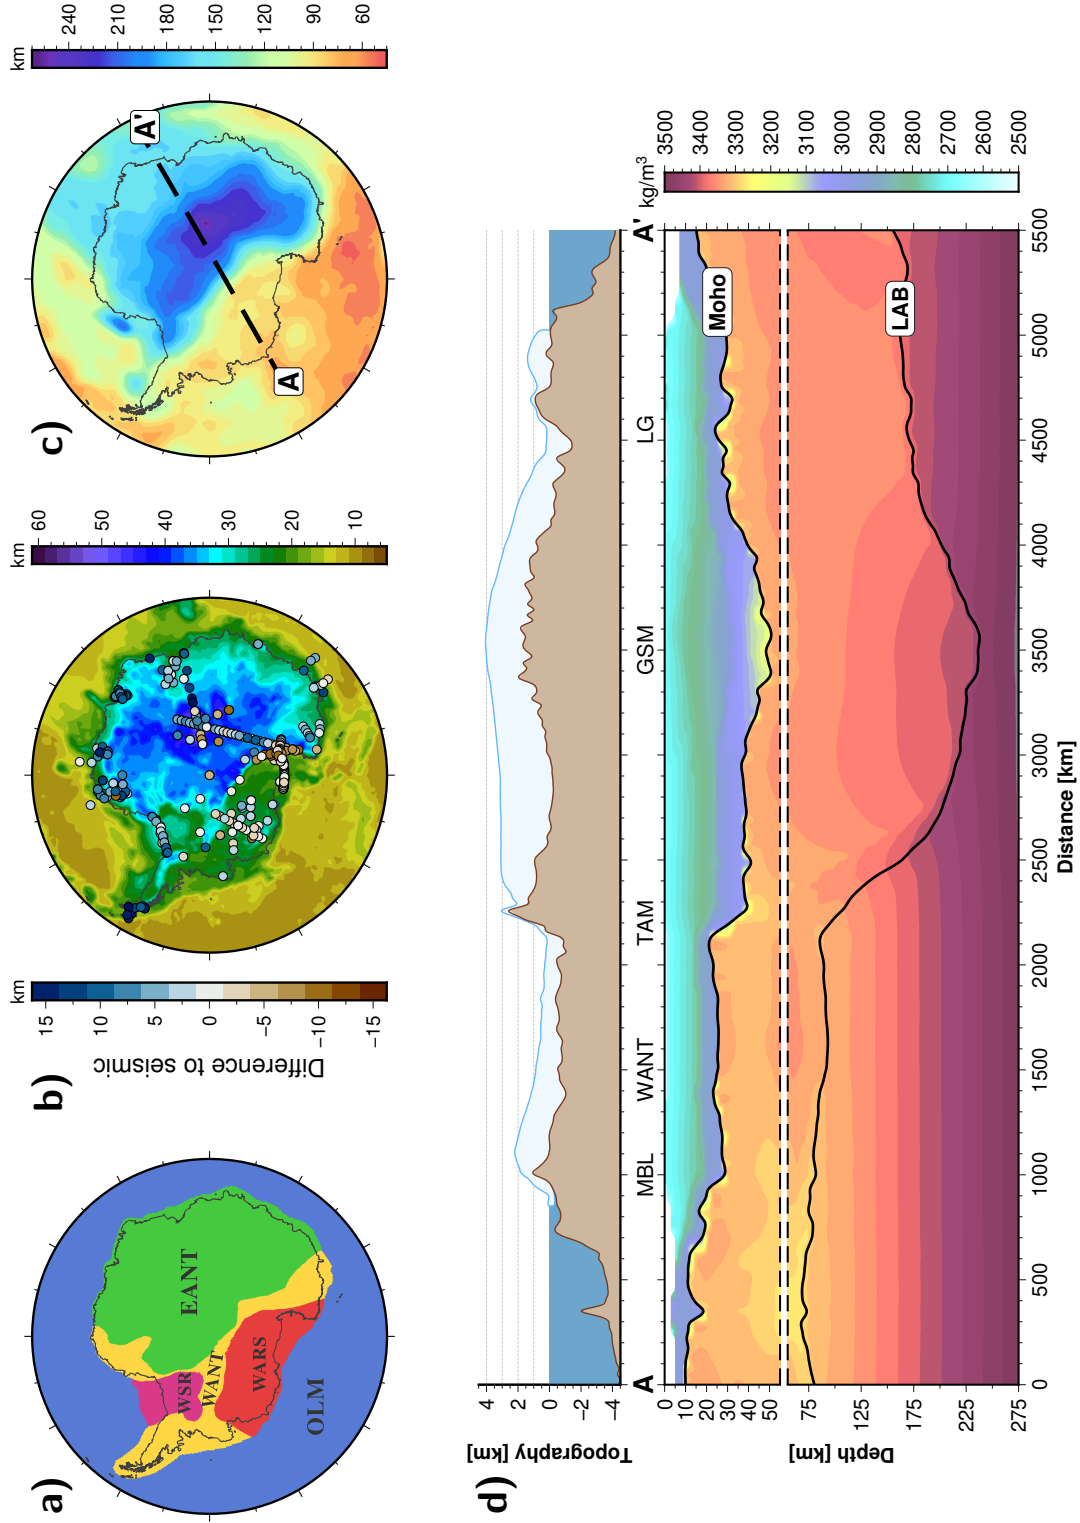 a)
EANT
WSR
WANT
WARS
OLM
b)
Difference to seismic
km
15
10
5
0
−5
−10
−15
km
60
50
40
30
20
10
c)
A
A'
km
240
210
180
150
120
90
60
d)
Topography [km]
4
2
0
−2
−4
A
MBL
WANT
TAM
GSM
LG
A'
Moho
LAB
Depth [km]
0
10
20
30
40
50
75
125
175
225
275
0
500
1000
1500
2000
2500
3000
3500
4000
4500
5000
5500
Distance [km]
kg/m³
3500
3400
3300
3200
3100
3000
2900
2800
2700
2600
2500